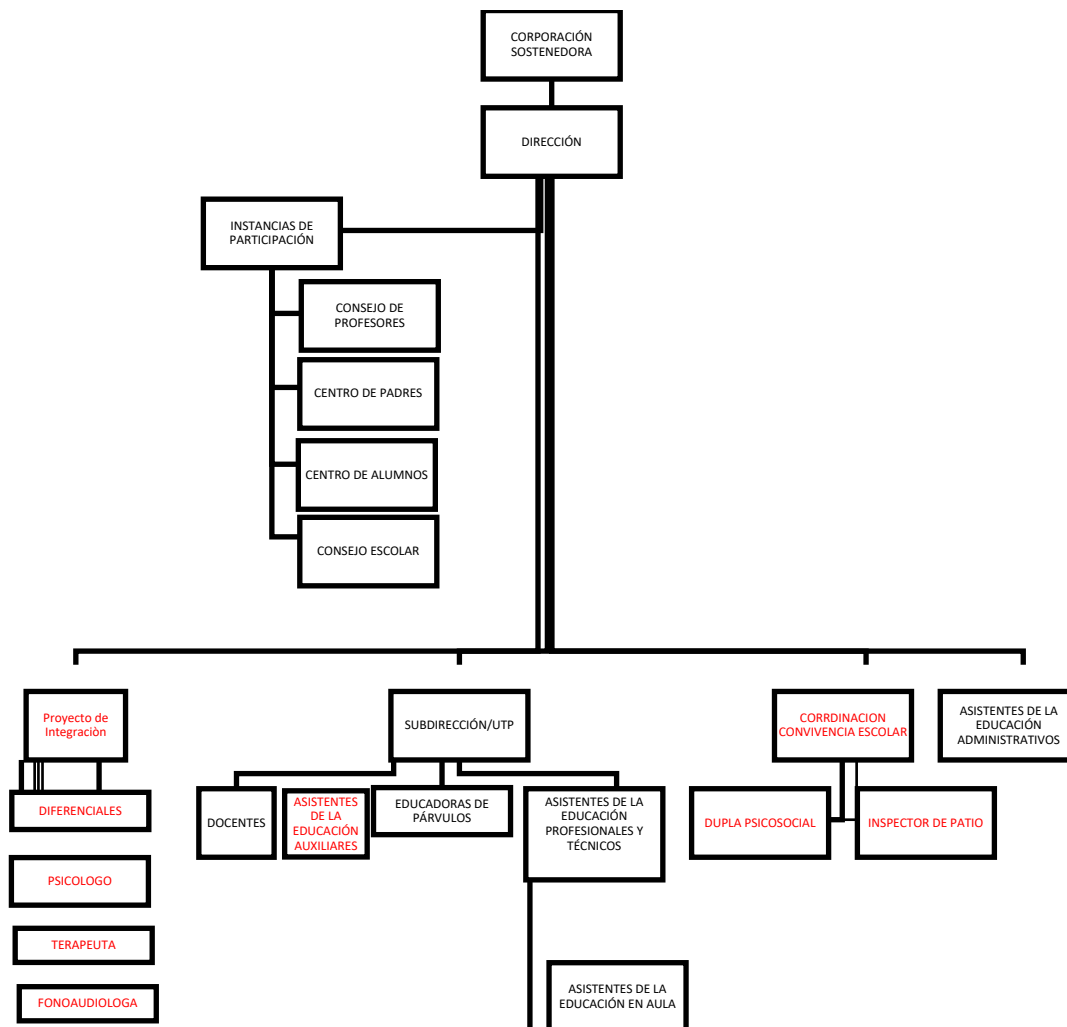 CORPORACIÓN
SOSTENEDORA
DIRECCIÓN
INSTANCIAS DE
PARTICIPACIÓN
CONSEJO DE
PROFESORES
CENTRO DE PADRES
CENTRO DE ALUMNOS
CONSEJO ESCOLAR
Proyecto de
Integraciòn
DIFERENCIALES
PSICOLOGO
TERAPEUTA
FONOAUDIOLOGA
SUBDIRECCIÓN/UTP
DOCENTES
ASISTENTES
DE LA
EDUCACIÓN
AUXILIARES
EDUCADORAS DE
PÁRVULOS
ASISTENTES DE LA
EDUCACIÓN
PROFESIONALES Y
TÉCNICOS
ASISTENTES DE LA
EDUCACIÓN EN AULA
CORRDINACION
CONVIVENCIA ESCOLAR
DUPLA PSICOSOCIAL
INSPECTOR DE PATIO
ASISTENTES DE LA
EDUCACIÓN
ADMINISTRATIVOS